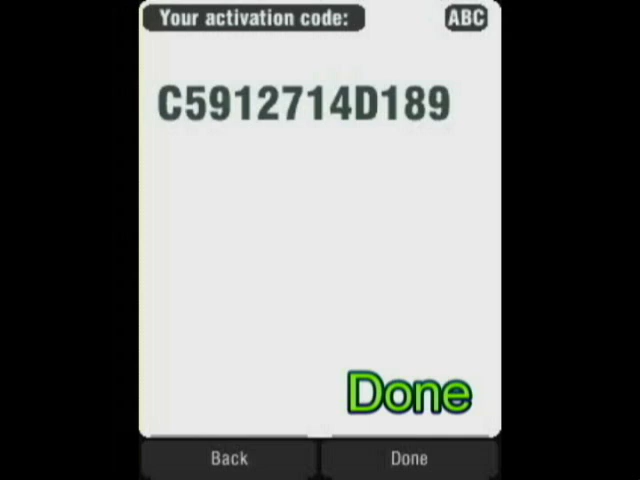 Your activation code:
ABC
C5912714D189
Done
Back
Done